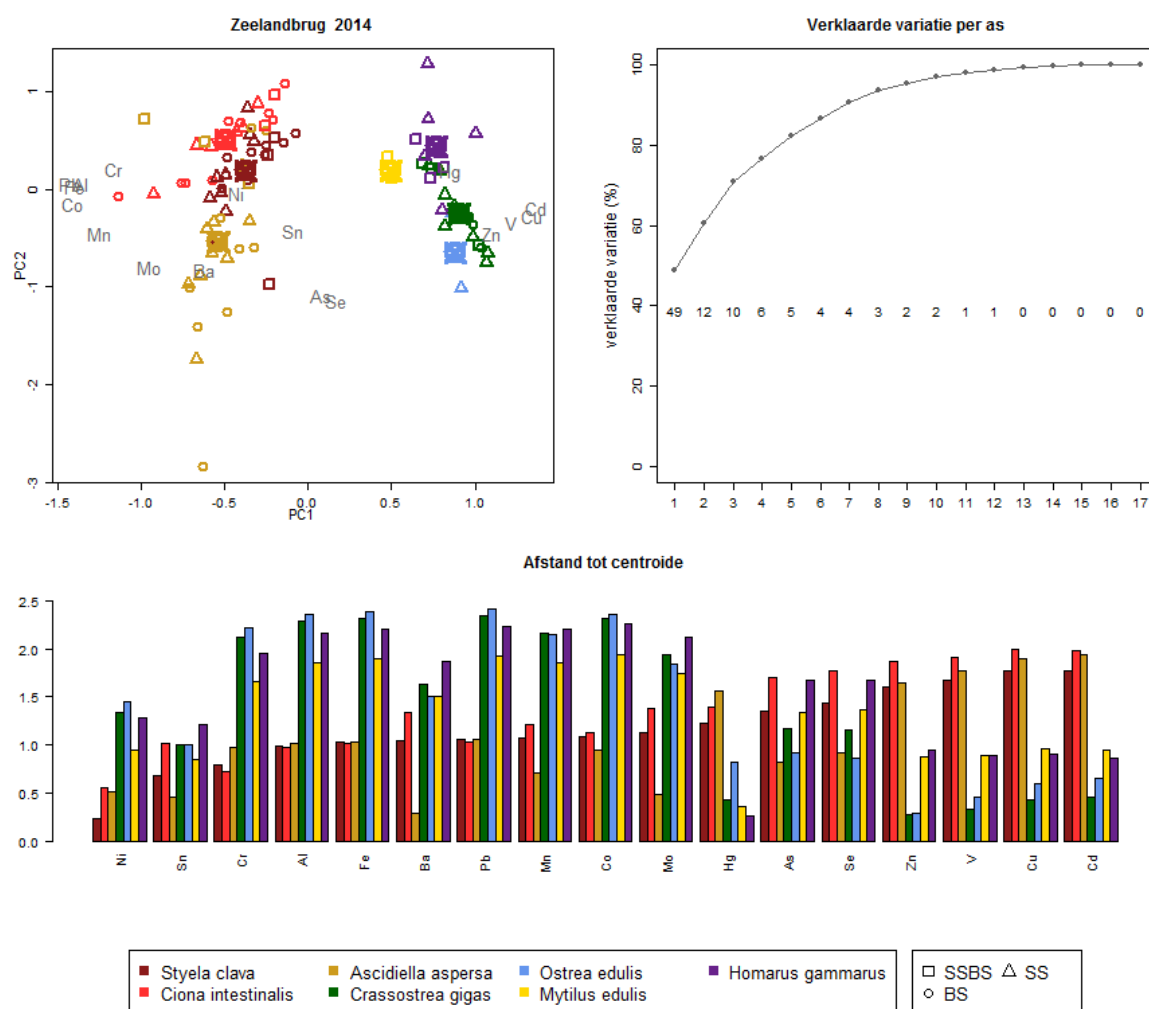 Zeelandbrug 2014
PC2
1
0
-1
-2
-3
Cr
Al
Co
Mn
Mo
Ba
Ni
Sn
As
Se
Hg
Cd
Cu
V
Zn
-1.5 -1.0 -0.5 0.0 0.5 1.0
PC1
Verklaarde variatie per as
verklaarde variatie (%)
100
80
60
40
20
0
49 12 10 6 5 4 4 3 2 2 1 1 0 0 0 0 0
1 2 3 4 5 6 7 8 9 10 11 12 13 14 15 16 17
Afstand tot centroide
2.5
2.0
1.5
1.0
0.5
0.0
Ni Sn Cr Al Fe Ba Pb Mn Co Mo Hg As Se Zn V Cu Cd
Styela clava Ascidiella aspersa Ostrea edulis Homarus gammarus
Ciona intestinalis Crassostrea gigas Mytilus edulis
SSBS SS
BS